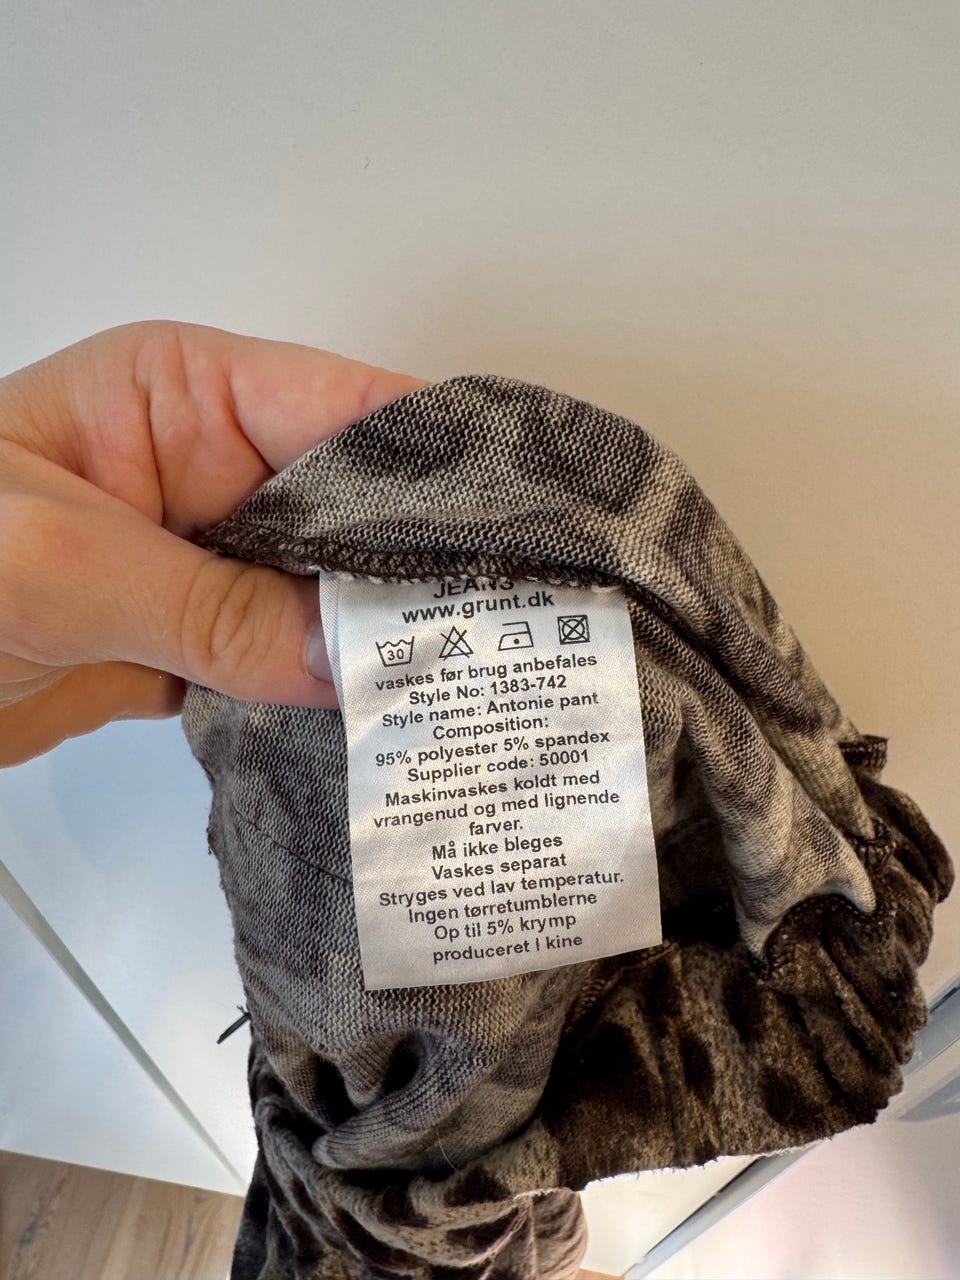 JEANS
www.grunt.dk
30
vaskes før brug anbefales
Style No: 1383-742
Style name: Antonie pant
Composition:
95% polyester 5% spandex
Supplier code: 50001
Maskinvaskes koldt med
vrangenud og med lignende
farver.
Må ikke bleges
Vaskes separat
Stryges ved lav temperatur.
Ingen tørretumblerne
Op til 5% krymp
produceret I kine